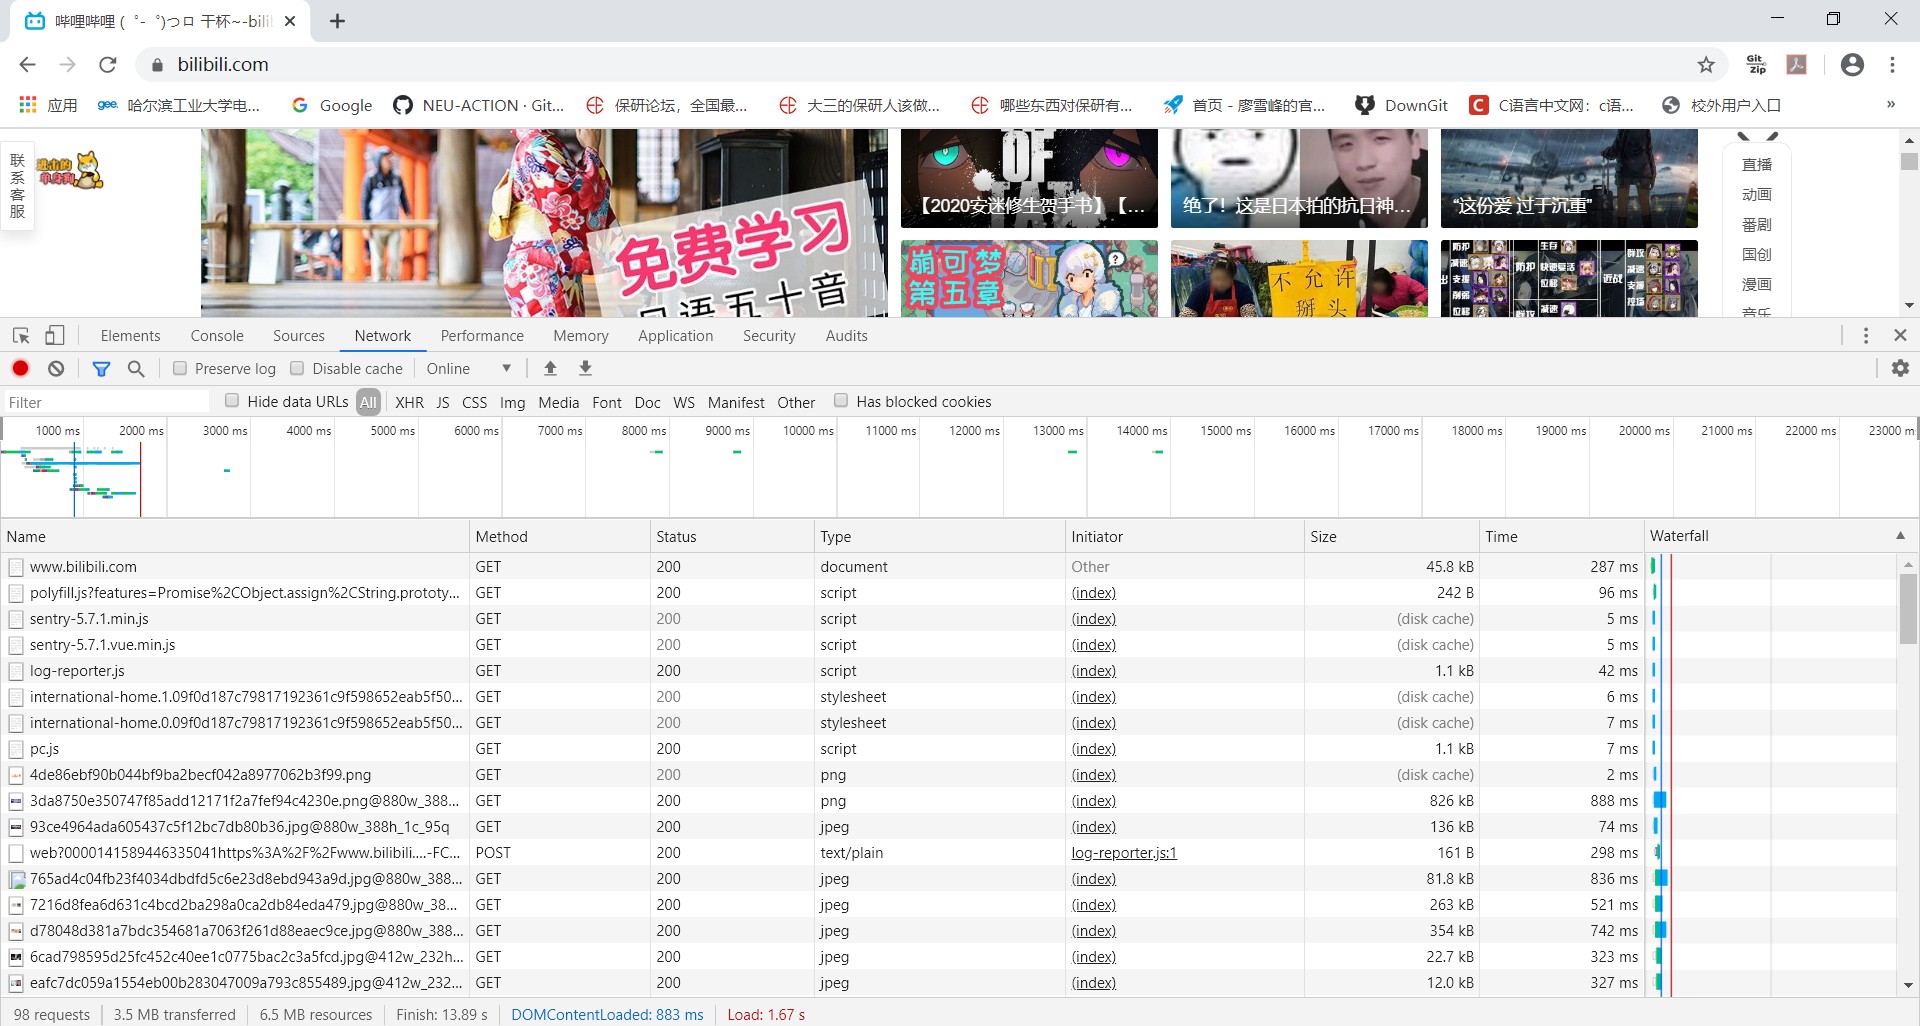 哔哩哔哩 ( ゜- ゜)つロ 干杯~-bili
bilibili.com
Git Zip
应用
gee. 哈尔滨工业大学电...
Google
NEU-ACTION · Git...
保研论坛，全国最...
大三的保研人该做...
哪些东西对保研有...
首页 - 廖雪峰的官...
DownGit
C C语言中文网：c语...
校外用户入口
»
联系客服
进击的
单身狗
免费学习
日语五十音
OF
【2020安迷修生贺手书】【...
绝了！这是日本拍的抗日神...
“这份爱 过于沉重”
崩可梦
第五章
不允许
掰头
直播
动画
番剧
国创
漫画
音乐
Elements Console Sources Network Performance Memory Application Security Audits
Preserve log Disable cache Online
Filter Hide data URLs All XHR JS CSS Img Media Font Doc WS Manifest Other Has blocked cookies
1000 ms 2000 ms 3000 ms 4000 ms 5000 ms 6000 ms 7000 ms 8000 ms 9000 ms 10000 ms 11000 ms 12000 ms 13000 ms 14000 ms 15000 ms 16000 ms 17000 ms 18000 ms 19000 ms 20000 ms 21000 ms 22000 ms 23000 m
Name Method Status Type Initiator Size Time Waterfall
www.bilibili.com GET 200 document Other 45.8 kB 287 ms
polyfill.js?features=Promise%2CObject.assign%2CString.prototy... GET 200 script (index) 242 B 96 ms
sentry-5.7.1.min.js GET 200 script (index) (disk cache) 5 ms
sentry-5.7.1.vue.min.js GET 200 script (index) (disk cache) 5 ms
log-reporter.js GET 200 script (index) 1.1 kB 42 ms
international-home.1.09f0d187c79817192361c9f598652eab5f50... GET 200 stylesheet (index) (disk cache) 6 ms
international-home.0.09f0d187c79817192361c9f598652eab5f50... GET 200 stylesheet (index) (disk cache) 7 ms
pc.js GET 200 script (index) 1.1 kB 7 ms
4de86ebf90b044bf9ba2becf042a8977062b3f99.png GET 200 png (index) (disk cache) 2 ms
3da8750e350747f85add12171f2a7fef94c4230e.png@880w_388... GET 200 png (index) 826 kB 888 ms
93ce4964ada605437c5f12bc7db80b36.jpg@880w_388h_1c_95q GET 200 jpeg (index) 136 kB 74 ms
web?0000141589446335041https%3A%2F%2Fwww.bilibili....-FC... POST 200 text/plain log-reporter.js:1 161 B 298 ms
765ad4c04fb23f4034dbdfd5c6e23d8ebd943a9d.jpg@880w_388... GET 200 jpeg (index) 81.8 kB 836 ms
7216d8fea6d631c4bcd2ba298a0ca2db84eda479.jpg@880w_38... GET 200 jpeg (index) 263 kB 521 ms
d78048d381a7bdc354681a7063f261d88eaec9ce.jpg@880w_388... GET 200 jpeg (index) 354 kB 742 ms
6cad798595d25fc452c40ee1c0775bac2c3a5fcd.jpg@412w_232h... GET 200 jpeg (index) 22.7 kB 323 ms
eafc7dc059a1554eb00b283047009a793c855489.jpg@412w_232... GET 200 jpeg (index) 12.0 kB 327 ms
98 requests 3.5 MB transferred 6.5 MB resources Finish: 13.89 s DOMContentLoaded: 883 ms Load: 1.67 s